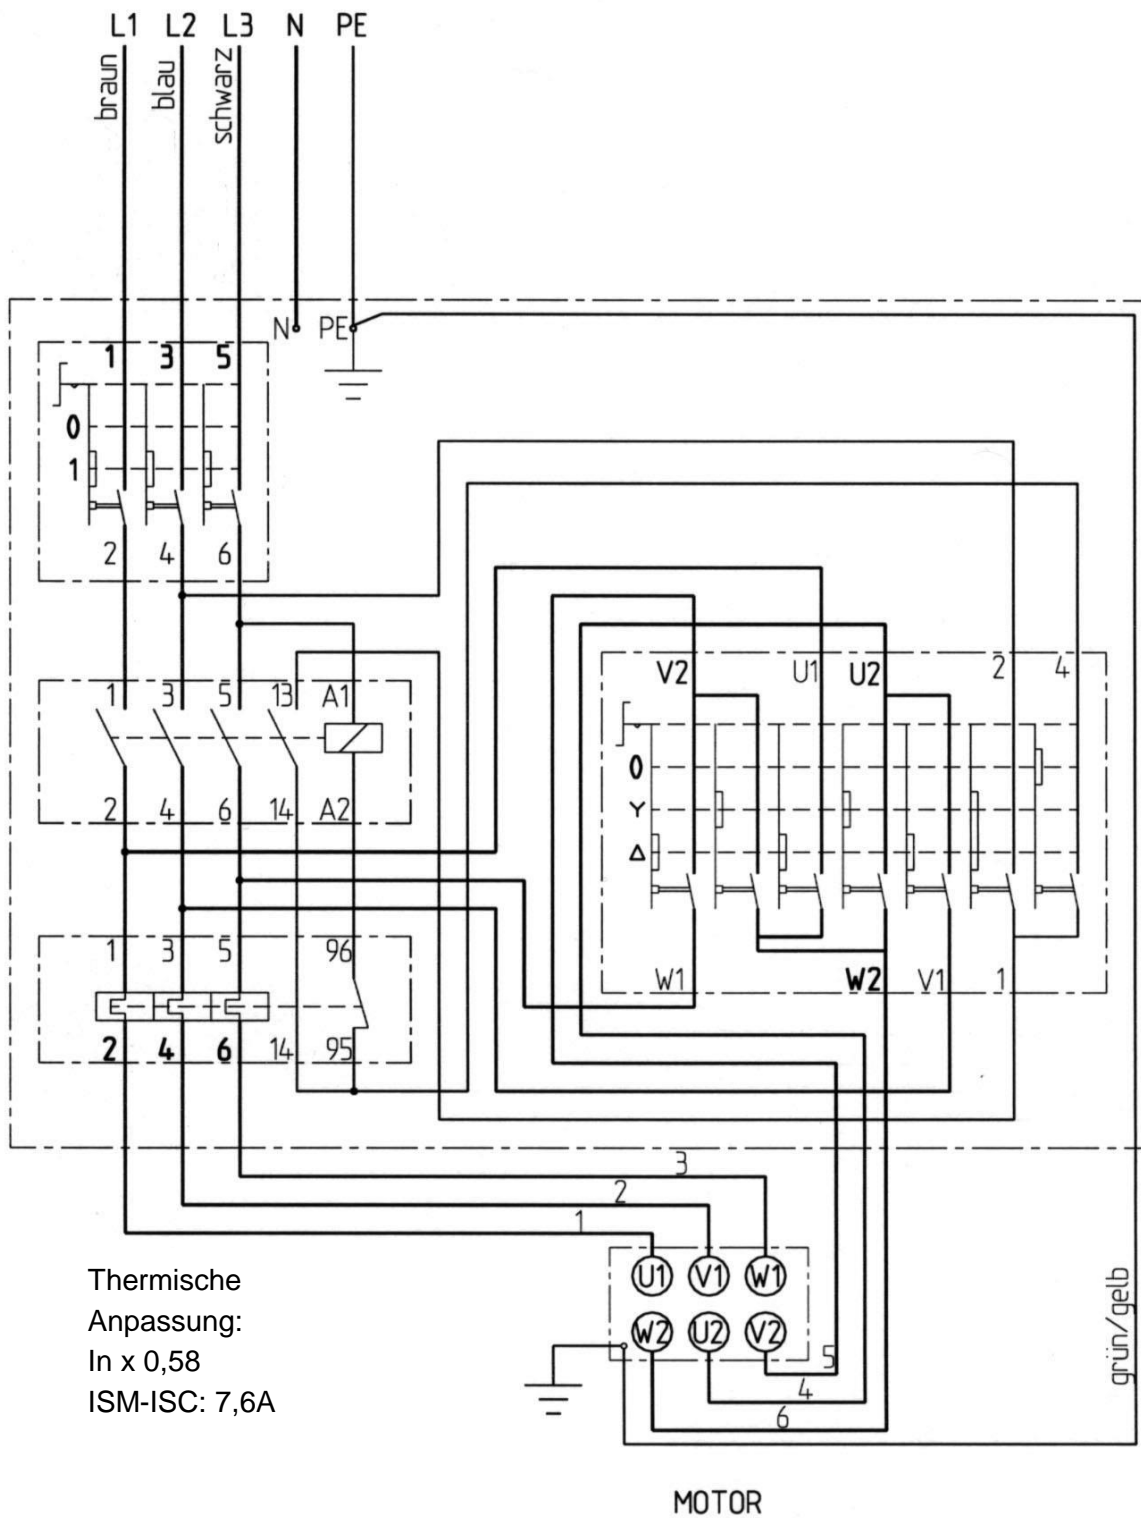 L1 L2 L3 N PE
braun
blau
schwarz
N PE
1 3 5
0
1
2 4 6
V2 U1 U2 2 4
1 3 5 13 A1
0
Y
Δ
2 4 6 14 A2
1 3 5 96
W1 W2 V1 1
2 4 6 14 95
3
2
1
U1 V1 W1
W2 U2 V2
5
4
6
grün/gelb
Thermische
Anpassung:
In x 0,58
ISM-ISC: 7,6A
MOTOR